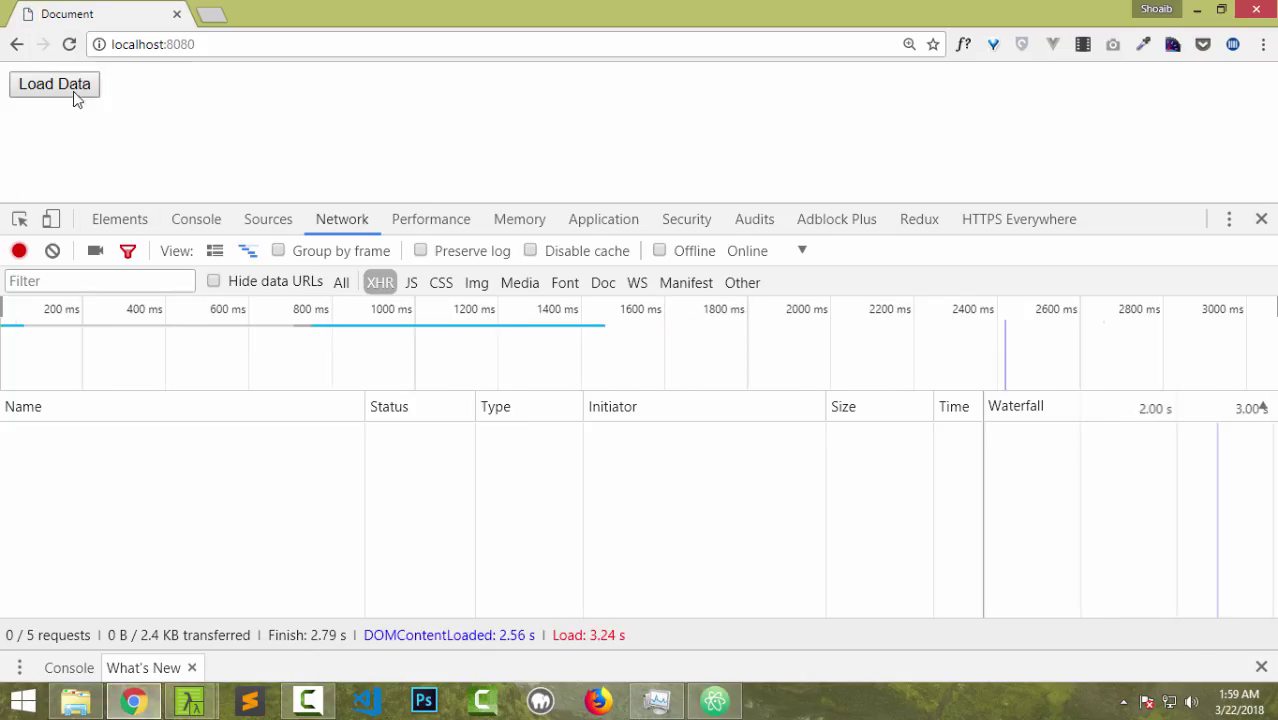 Document
Shoaib
localhost:8080
f?
Load Data
Elements Console Sources Network Performance Memory Application Security Audits Adblock Plus Redux HTTPS Everywhere
View: Group by frame Preserve log Disable cache Offline Online
Filter Hide data URLs All XHR JS CSS Img Media Font Doc WS Manifest Other
200 ms 400 ms 600 ms 800 ms 1000 ms 1200 ms 1400 ms 1600 ms 1800 ms 2000 ms 2200 ms 2400 ms 2600 ms 2800 ms 3000 ms
Name Status Type Initiator Size Time Waterfall 2.00 s 3.00 s
0 / 5 requests | 0 B / 2.4 KB transferred | Finish: 2.79 s | DOMContentLoaded: 2.56 s | Load: 3.24 s
Console What's New
Ps
1:59 AM
3/22/2018